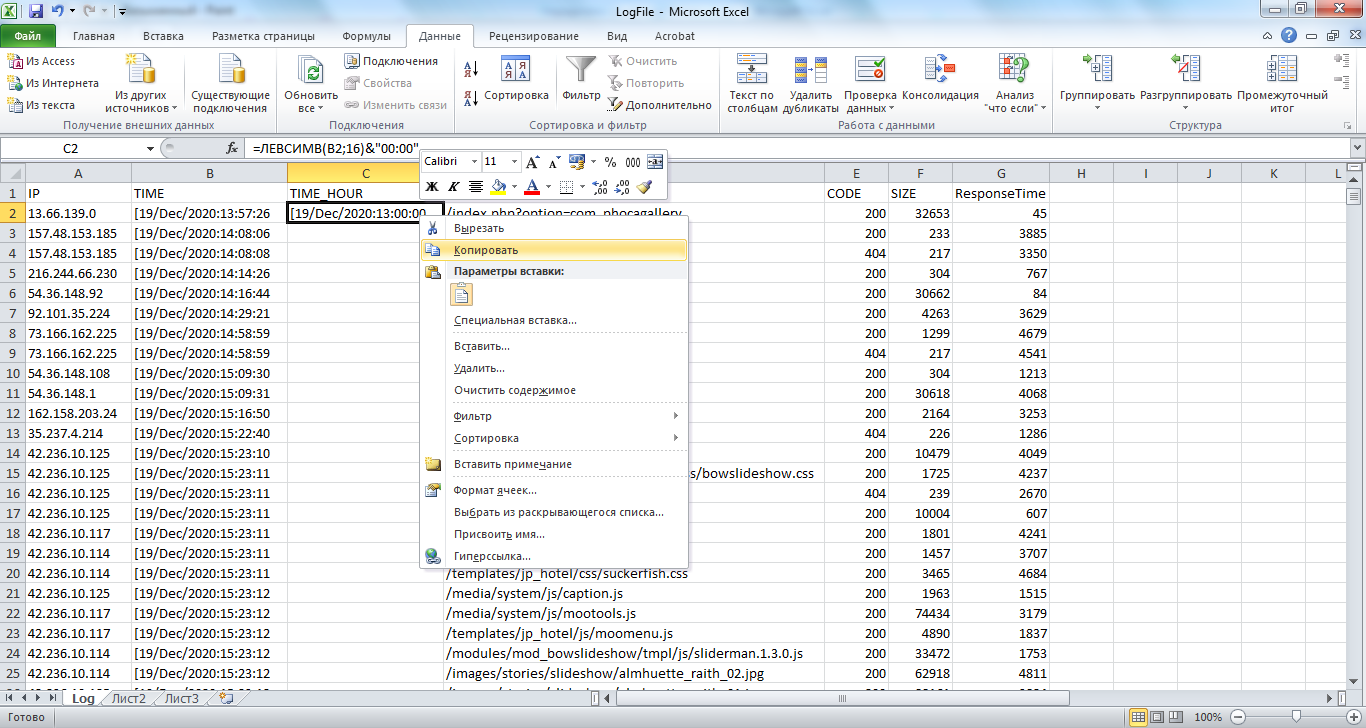 LogFile - Microsoft Excel
Файл Главная Вставка Разметка страницы Формулы Данные Рецензирование Вид Acrobat
Из Access
Из Интернета
Из текста
Из других источников
Существующие подключения
Получение внешних данных
Обновить все
Подключения
Свойства
Изменить связи
Подключения
Сортировка
Фильтр
Очистить
Повторить
Дополнительно
Сортировка и фильтр
Текст по столбцам
Удалить дубликаты
Проверка данных
Консолидация
Анализ "что если"
Работа с данными
Группировать
Разгруппировать
Промежуточный итог
Структура
C2 fx =ЛЕВСИМВ(B2;16)&"00:00"
Calibri 11 A A % 000
Ж К A
A B C E F G H I J K L
1 IP TIME TIME_HOUR CODE SIZE ResponseTime
2 13.66.139.0 [19/Dec/2020:13:57:26 [19/Dec/2020:13:00:00 /index.php?option=com_phocagallery 200 32653 45
3 157.48.153.185 [19/Dec/2020:14:08:06 200 233 3885
4 157.48.153.185 [19/Dec/2020:14:08:08 404 217 3350
5 216.244.66.230 [19/Dec/2020:14:14:26 200 304 767
6 54.36.148.92 [19/Dec/2020:14:16:44 200 30662 84
7 92.101.35.224 [19/Dec/2020:14:29:21 200 4263 3629
8 73.166.162.225 [19/Dec/2020:14:58:59 200 1299 4679
9 73.166.162.225 [19/Dec/2020:14:58:59 404 217 4541
10 54.36.148.108 [19/Dec/2020:15:09:30 200 304 1213
11 54.36.148.1 [19/Dec/2020:15:09:31 200 30618 4068
12 162.158.203.24 [19/Dec/2020:15:16:50 200 2164 3253
13 35.237.4.214 [19/Dec/2020:15:22:40 404 226 1286
14 42.236.10.125 [19/Dec/2020:15:23:10 200 10479 4049
15 42.236.10.125 [19/Dec/2020:15:23:11 s/bowslideshow.css 200 1725 4237
16 42.236.10.125 [19/Dec/2020:15:23:11 404 239 2670
17 42.236.10.125 [19/Dec/2020:15:23:11 200 10004 607
18 42.236.10.117 [19/Dec/2020:15:23:11 200 1801 4241
19 42.236.10.114 [19/Dec/2020:15:23:11 200 1457 3707
20 42.236.10.114 [19/Dec/2020:15:23:11 /templates/jp_hotel/css/suckerfish.css 200 3465 4684
21 42.236.10.125 [19/Dec/2020:15:23:12 /media/system/js/caption.js 200 1963 1515
22 42.236.10.117 [19/Dec/2020:15:23:12 /media/system/js/mootools.js 200 74434 3179
23 42.236.10.117 [19/Dec/2020:15:23:12 /templates/jp_hotel/js/moomenu.js 200 4890 1837
24 42.236.10.114 [19/Dec/2020:15:23:12 /modules/mod_bowslideshow/tmpl/js/sliderman.1.3.0.js 200 33472 1753
25 42.236.10.114 [19/Dec/2020:15:23:12 /images/stories/slideshow/almhuette_raith_02.jpg 200 62918 4811
Вырезать
Копировать
Параметры вставки:
Специальная вставка...
Вставить...
Удалить...
Очистить содержимое
Фильтр
Сортировка
Вставить примечание
Формат ячеек...
Выбрать из раскрывающегося списка...
Присвоить имя...
Гиперссылка...
Log Лист2 Лист3
Готово 100%